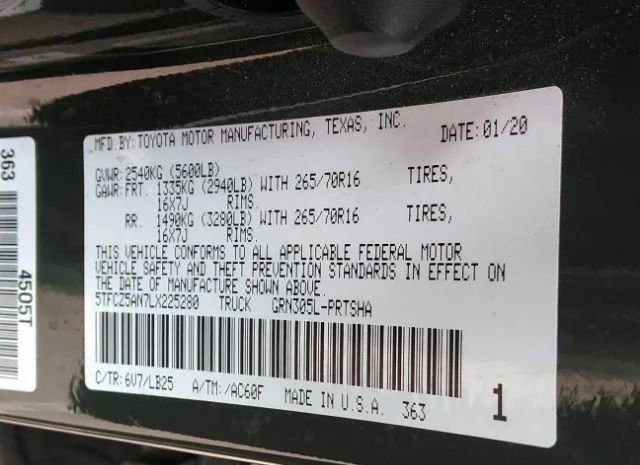 MFD.BY:TOYOTA MOTOR MANUFACTURING, TEXAS, INC. DATE:01/20
GVWR:2540KG (5600LB)
GAWR:FRT. 1335KG (2940LB) WITH 265/70R16 TIRES,
16X7J RIMS.
RR. 1490KG (3280LB) WITH 265/70R16 TIRES,
16X7J RIMS.
THIS VEHICLE CONFORMS TO ALL APPLICABLE FEDERAL MOTOR
VEHICLE SAFETY AND THEFT PREVENTION STANDARDS IN EFFECT ON
THE DATE OF MANUFACTURE SHOWN ABOVE.
5TFCZ5AN7LX225280 TRUCK GRN305L-PRTSHA
C/TR:6V7/LB25 A/TM:/AC60F MADE IN U.S.A. 363 1
363
4505T